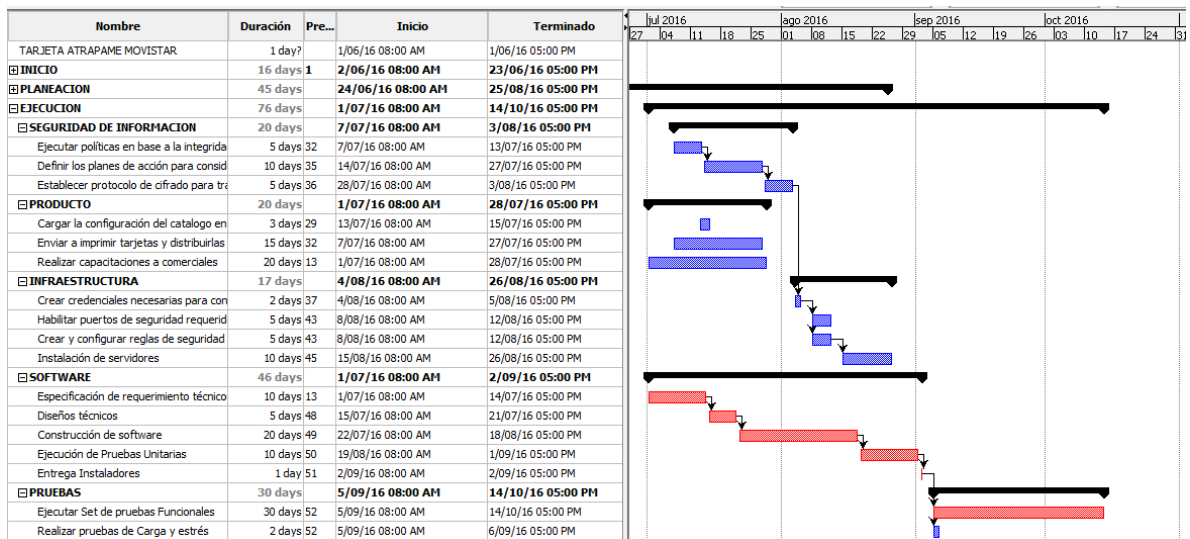 Nombre Duración Pre... Inicio Terminado
jul 2016 ago 2016 sep 2016 oct 2016
27 04 11 18 25 01 08 15 22 29 05 12 19 26 03 10 17 24 31
TARJETA ATRAPAME MOVISTAR 1 day? 1/06/16 08:00 AM 1/06/16 05:00 PM
INICIO 16 days 1 2/06/16 08:00 AM 23/06/16 05:00 PM
PLANEACION 45 days 24/06/16 08:00 AM 25/08/16 05:00 PM
EJECUCION 76 days 1/07/16 08:00 AM 14/10/16 05:00 PM
SEGURIDAD DE INFORMACION 20 days 7/07/16 08:00 AM 3/08/16 05:00 PM
Ejecutar políticas en base a la integrida 5 days 32 7/07/16 08:00 AM 13/07/16 05:00 PM
Definir los planes de acción para consid 10 days 35 14/07/16 08:00 AM 27/07/16 05:00 PM
Establecer protocolo de cifrado para tra 5 days 36 28/07/16 08:00 AM 3/08/16 05:00 PM
PRODUCTO 20 days 1/07/16 08:00 AM 28/07/16 05:00 PM
Cargar la configuración del catalogo en 3 days 29 13/07/16 08:00 AM 15/07/16 05:00 PM
Enviar a imprimir tarjetas y distribuirlas 15 days 32 7/07/16 08:00 AM 27/07/16 05:00 PM
Realizar capacitaciones a comerciales 20 days 13 1/07/16 08:00 AM 28/07/16 05:00 PM
INFRAESTRUCTURA 17 days 4/08/16 08:00 AM 26/08/16 05:00 PM
Crear credenciales necesarias para con 2 days 37 4/08/16 08:00 AM 5/08/16 05:00 PM
Habilitar puertos de seguridad requerid 5 days 43 8/08/16 08:00 AM 12/08/16 05:00 PM
Crear y configurar reglas de seguridad 5 days 43 8/08/16 08:00 AM 12/08/16 05:00 PM
Instalación de servidores 10 days 45 15/08/16 08:00 AM 26/08/16 05:00 PM
SOFTWARE 46 days 1/07/16 08:00 AM 2/09/16 05:00 PM
Especificación de requerimiento técnico 10 days 13 1/07/16 08:00 AM 14/07/16 05:00 PM
Diseños técnicos 5 days 48 15/07/16 08:00 AM 21/07/16 05:00 PM
Construcción de software 20 days 49 22/07/16 08:00 AM 18/08/16 05:00 PM
Ejecución de Pruebas Unitarias 10 days 50 19/08/16 08:00 AM 1/09/16 05:00 PM
Entrega Instaladores 1 day 51 2/09/16 08:00 AM 2/09/16 05:00 PM
PRUEBAS 30 days 5/09/16 08:00 AM 14/10/16 05:00 PM
Ejecutar Set de pruebas Funcionales 30 days 52 5/09/16 08:00 AM 14/10/16 05:00 PM
Realizar pruebas de Carga y estrés 2 days 52 5/09/16 08:00 AM 6/09/16 05:00 PM